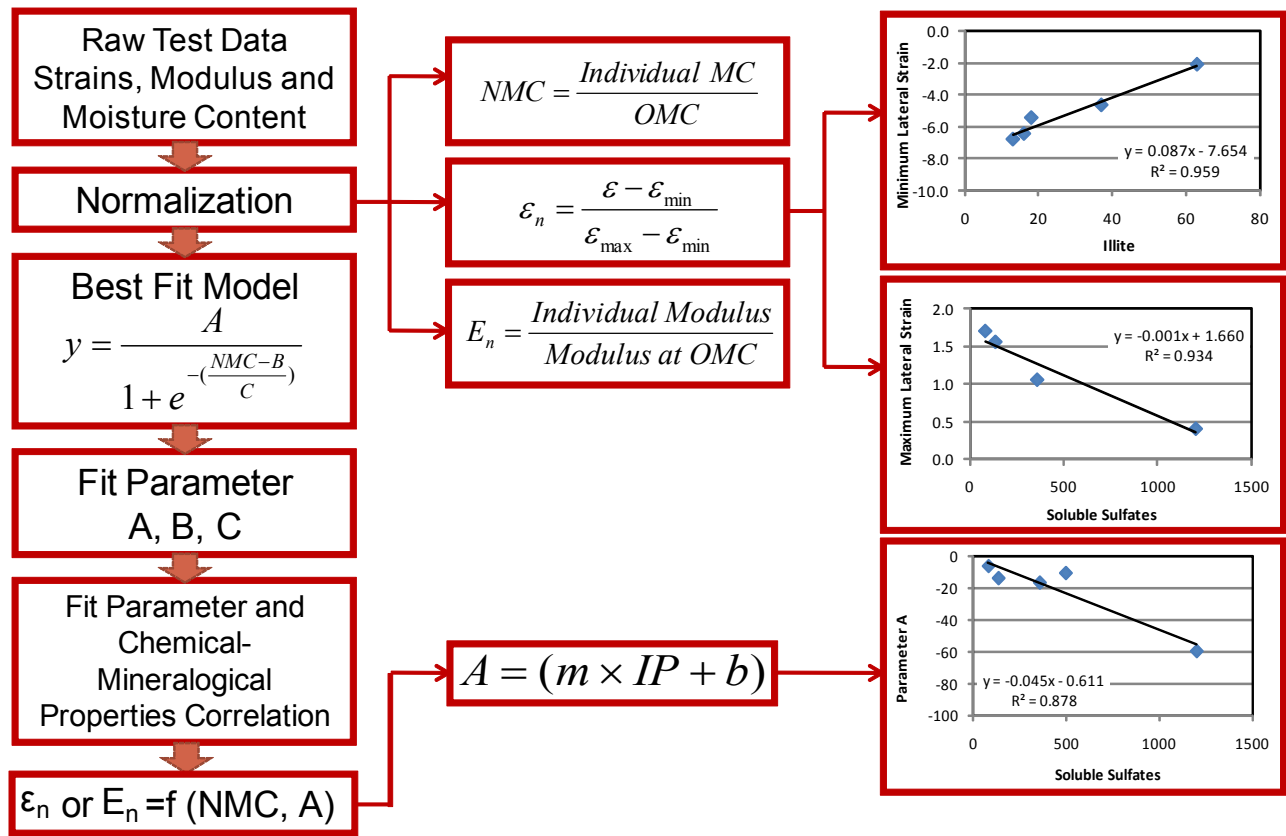 Raw Test Data
Strains, Modulus and
Moisture Content
Normalization
Best Fit Model
y = A / (1 + e^(-((NMC-B)/C)))
Fit Parameter
A, B, C
Fit Parameter and
Chemical-
Mineralogical
Properties Correlation
εn or En =f (NMC, A)
NMC = Individual MC / OMC
εn = (ε − εmin) / (εmax − εmin)
En = Individual Modulus / Modulus at OMC
A = (m × IP + b)
Minimum Lateral Strain
0.0
-2.0
-4.0
-6.0
-8.0
-10.0
y = 0.087x - 7.654
R² = 0.959
0 20 40 60 80
Illite
Maximum Lateral Strain
2.0
1.5
1.0
0.5
0.0
y = -0.001x + 1.660
R² = 0.934
0 500 1000 1500
Soluble Sulfates
Parameter A
0
-20
-40
-60
-80
-100
y = -0.045x - 0.611
R² = 0.878
0 500 1000 1500
Soluble Sulfates